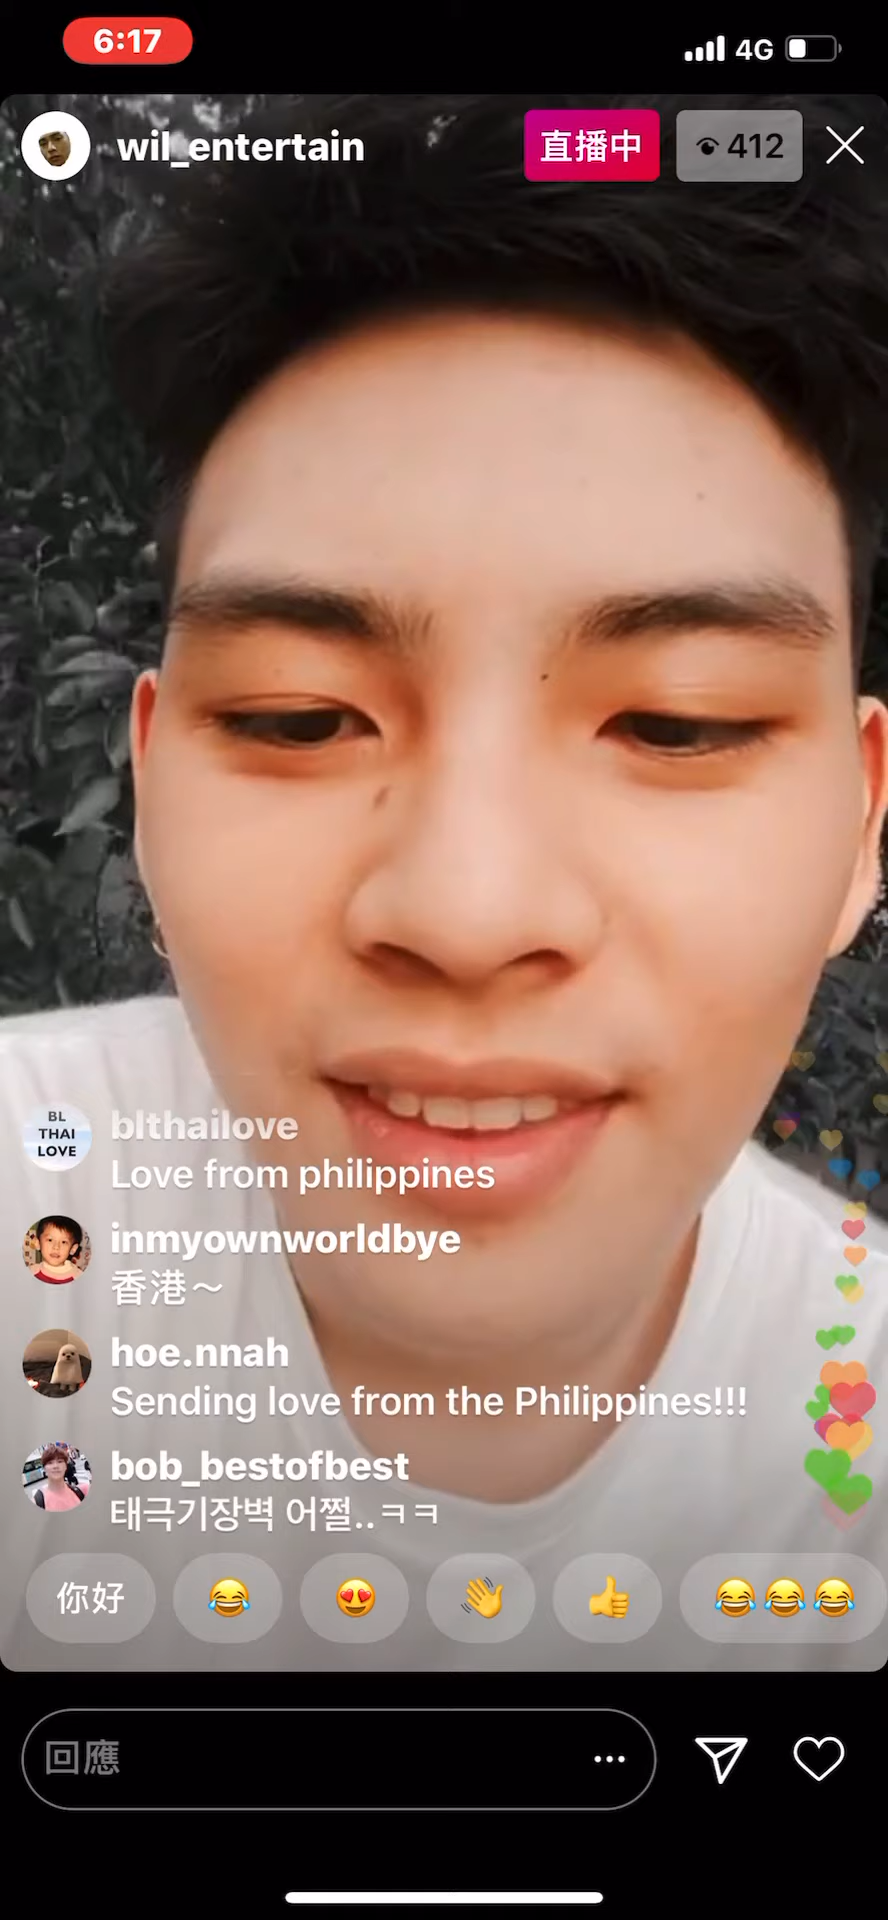 6:17
4G
wil_entertain
直播中
412
BL
THAI
LOVE
blthailove
Love from philippines
inmyownworldbye
香港～
hoe.nnah
Sending love from the Philippines!!!
bob_bestofbest
태극기장벽 어쩔..ㅋㅋ
你好
回應